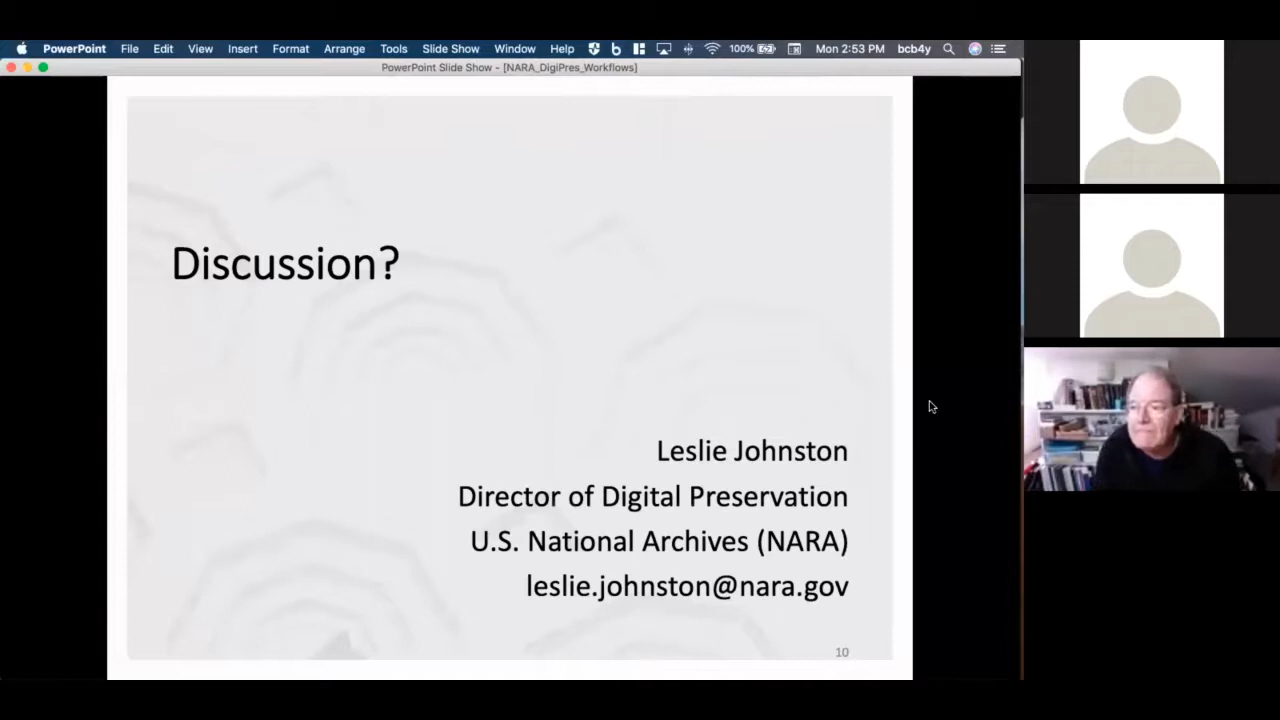 PowerPoint File Edit View Insert Format Arrange Tools Slide Show Window Help 100% Mon 2:53 PM bcb4y
PowerPoint Slide Show - [NARA_DigiPres_Workflows]
Discussion?
Leslie Johnston
Director of Digital Preservation
U.S. National Archives (NARA)
leslie.johnston@nara.gov
10